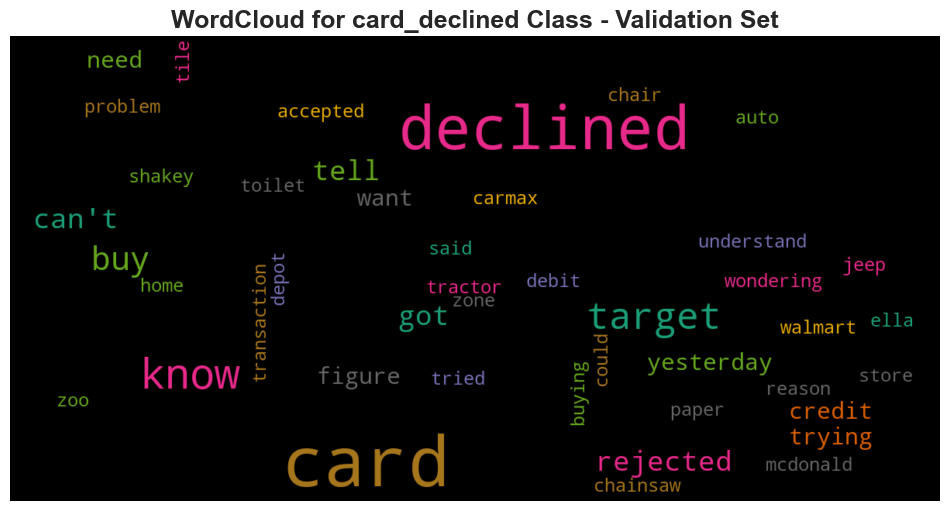 WordCloud for card_declined Class - Validation Set
need
tile
problem
accepted
chair
declined
auto
shakey
toilet
tell
want
carmax
can't
said
understand
buy
home
depot
transaction
tractor
zone
debit
wondering
jeep
got
target
walmart
ella
know
figure
tried
could
yesterday
buying
reason
store
zoo
paper
credit
trying
card
rejected
mcdonald
chainsaw